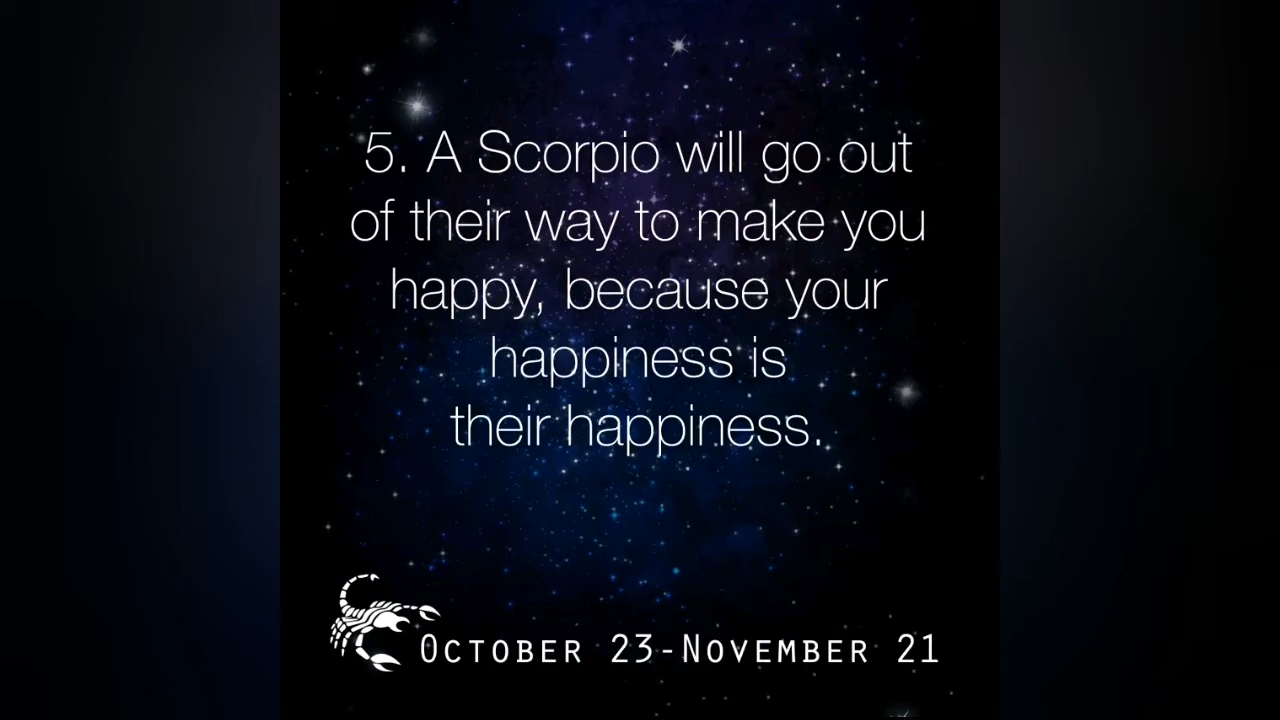 5. A Scorpio will go out
of their way to make you
happy, because your
happiness is
their happiness.
October 23-November 21